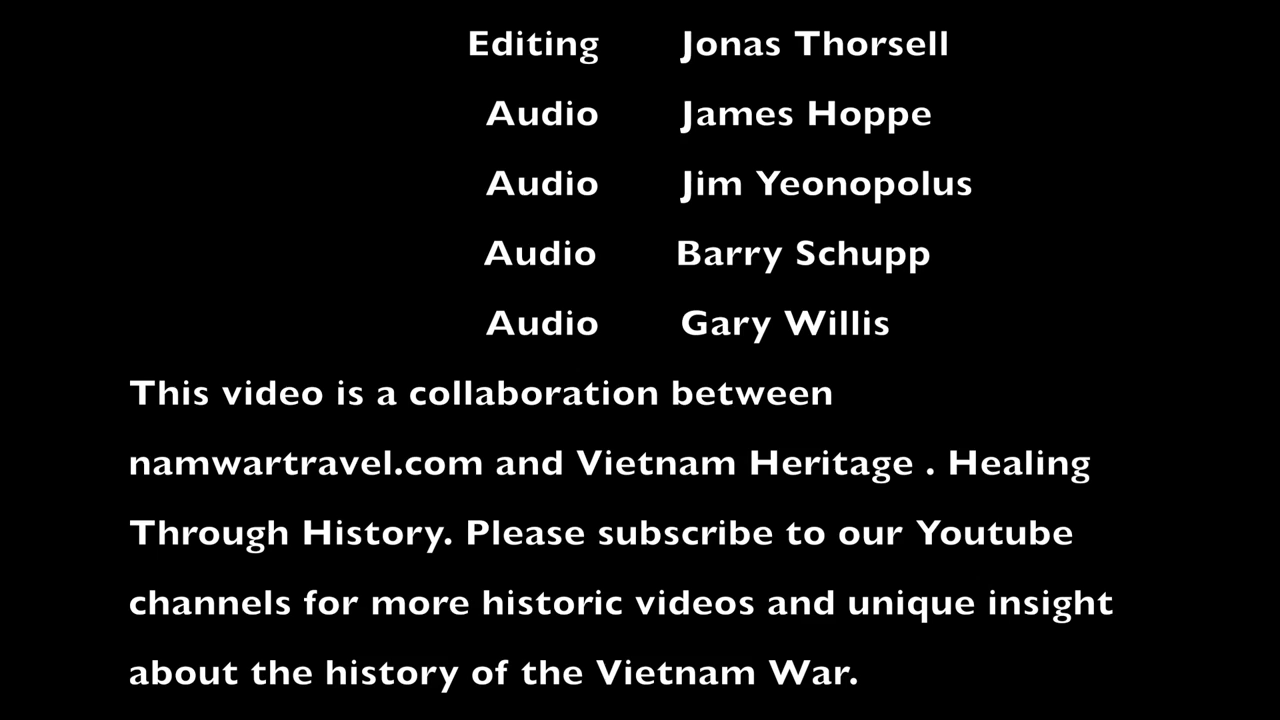 Editing Jonas Thorsell
Audio James Hoppe
Audio Jim Yeonopolus
Audio Barry Schupp
Audio Gary Willis
This video is a collaboration between
namwartravel.com and Vietnam Heritage . Healing
Through History. Please subscribe to our Youtube
channels for more historic videos and unique insight
about the history of the Vietnam War.